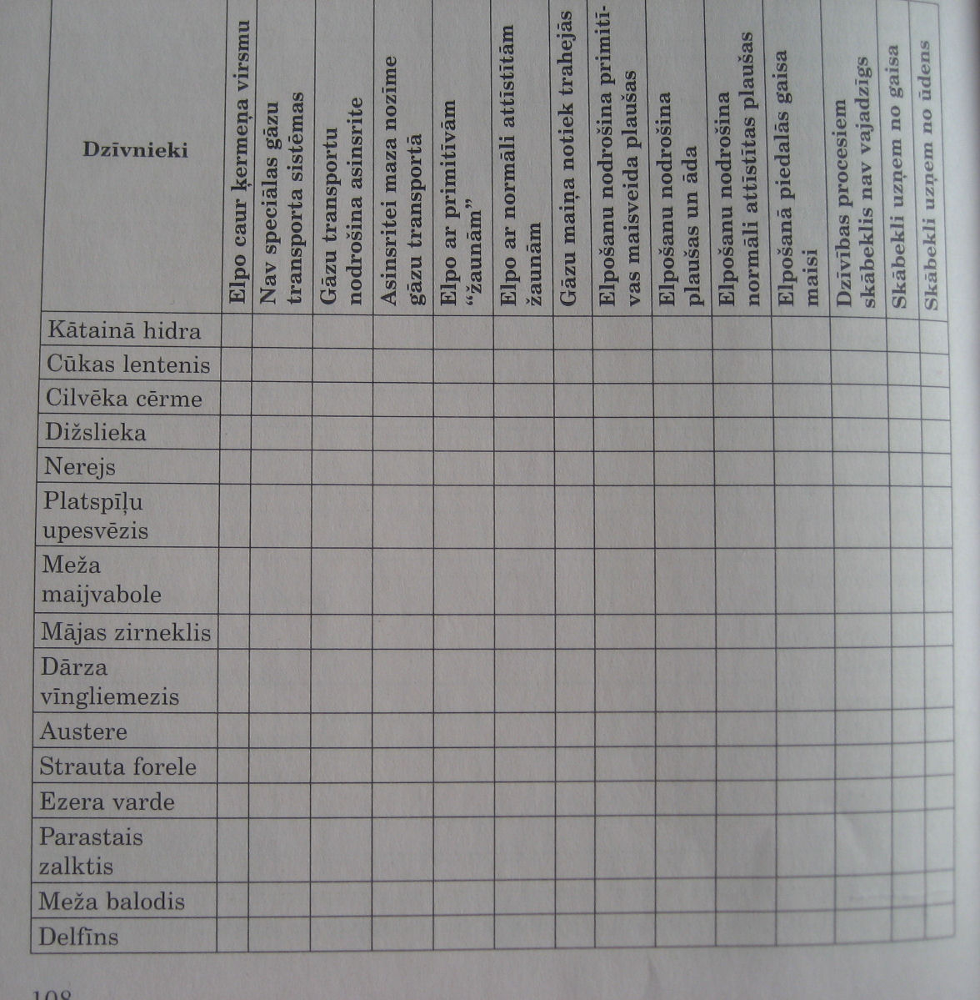 Dzīvnieki
Elpo caur ķermeņa virsmu
Nav speciālas gāzu
transporta sistēmas
Gāzu transportu
nodrošina asinsrite
Asinsritei maza nozīme
gāzu transportā
Elpo ar primitīvām
“žaunām”
Elpo ar normāli attīstītām
žaunām
Gāzu maiņa notiek trahejās
Elpošanu nodrošina primitī-
vas maisveida plaušas
Elpošanu nodrošina
plaušas un āda
Elpošanu nodrošina
normāli attīstītas plaušas
Elpošanā piedalās gaisa
maisi
Dzīvības procesiem
skābeklis nav vajadzīgs
Skābekli uzņem no gaisa
Skābekli uzņem no ūdens
Kātainā hidra
Cūkas lentenis
Cilvēka cērme
Dižslieka
Nerejs
Platspīļu
upesvēzis
Meža
maijvabole
Mājas zirneklis
Dārza
vīngliemezis
Austere
Strauta forele
Ezera varde
Parastais
zalktis
Meža balodis
Delfīns
108